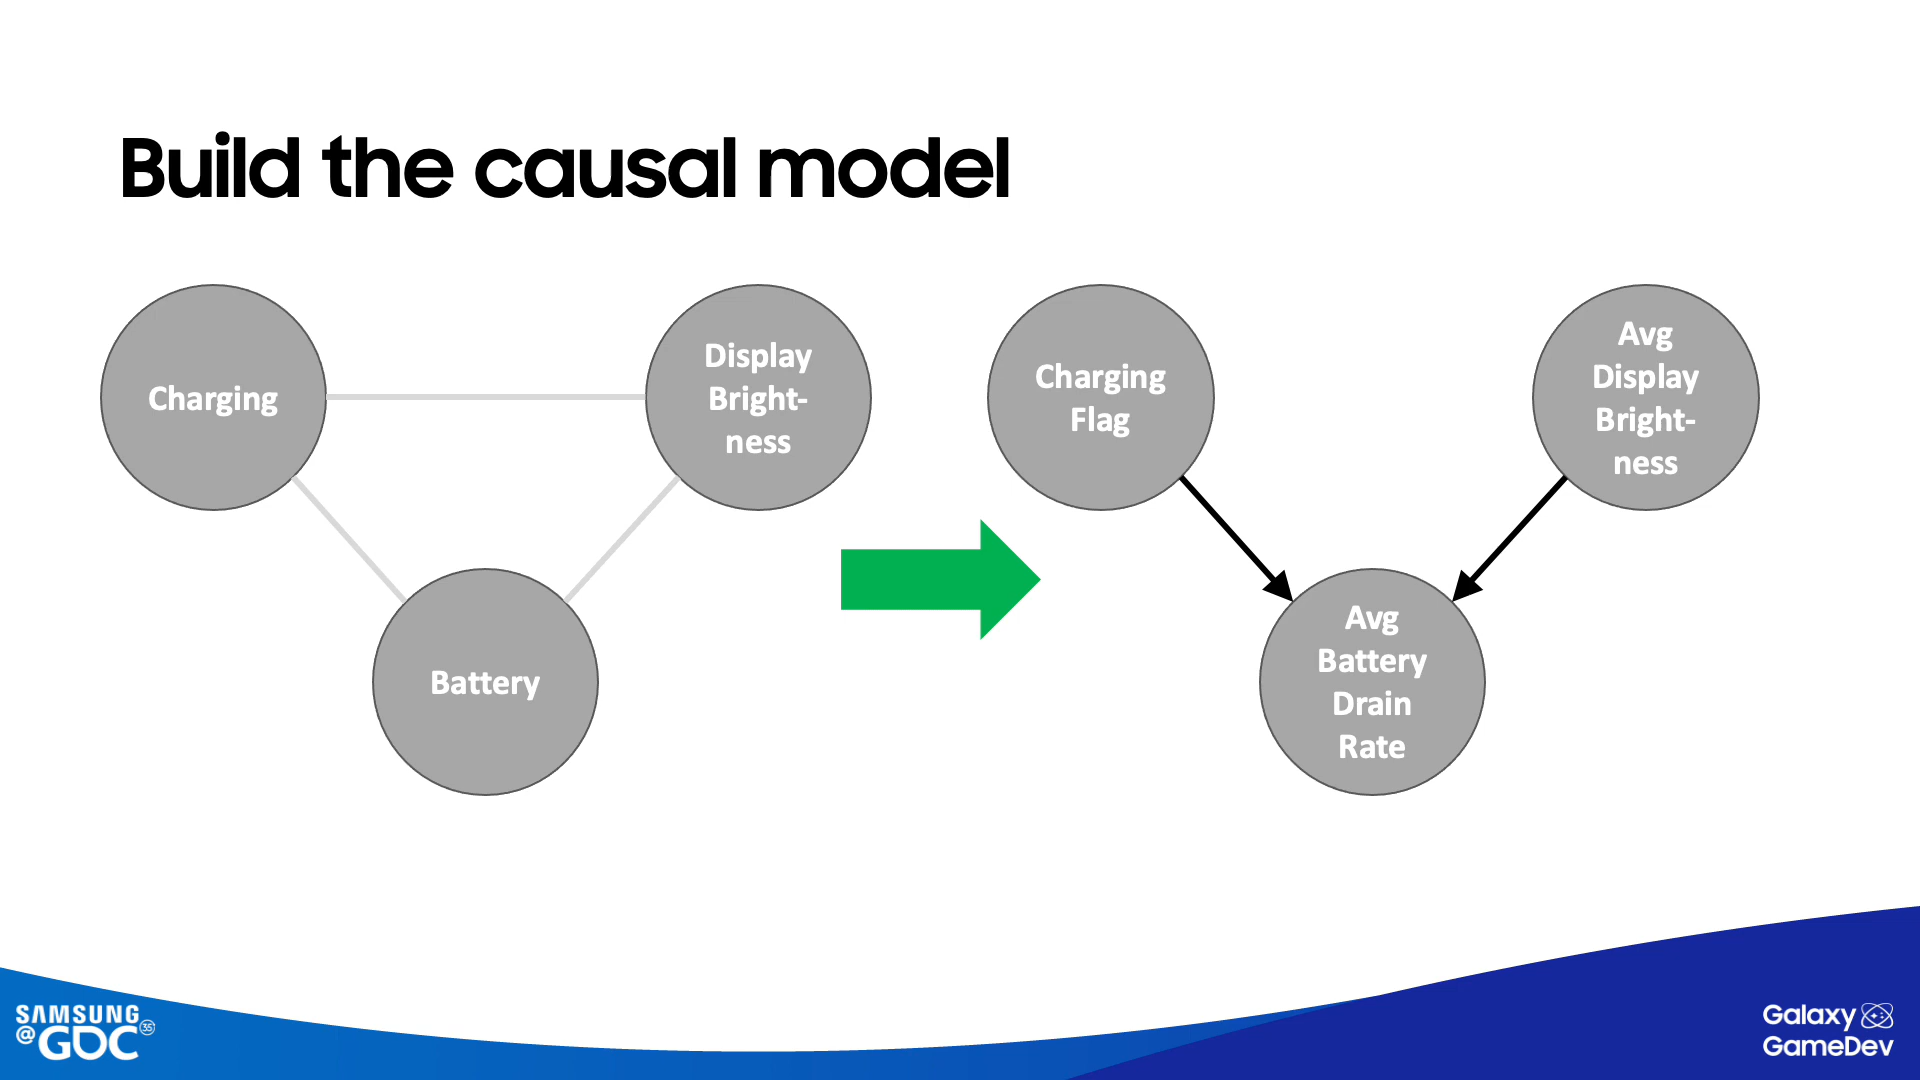 Build the causal model
Charging
Display
Bright-
ness
Battery
Charging
Flag
Avg
Display
Bright-
ness
Avg
Battery
Drain
Rate
SAMSUNG
@GDC 35
Galaxy
GameDev